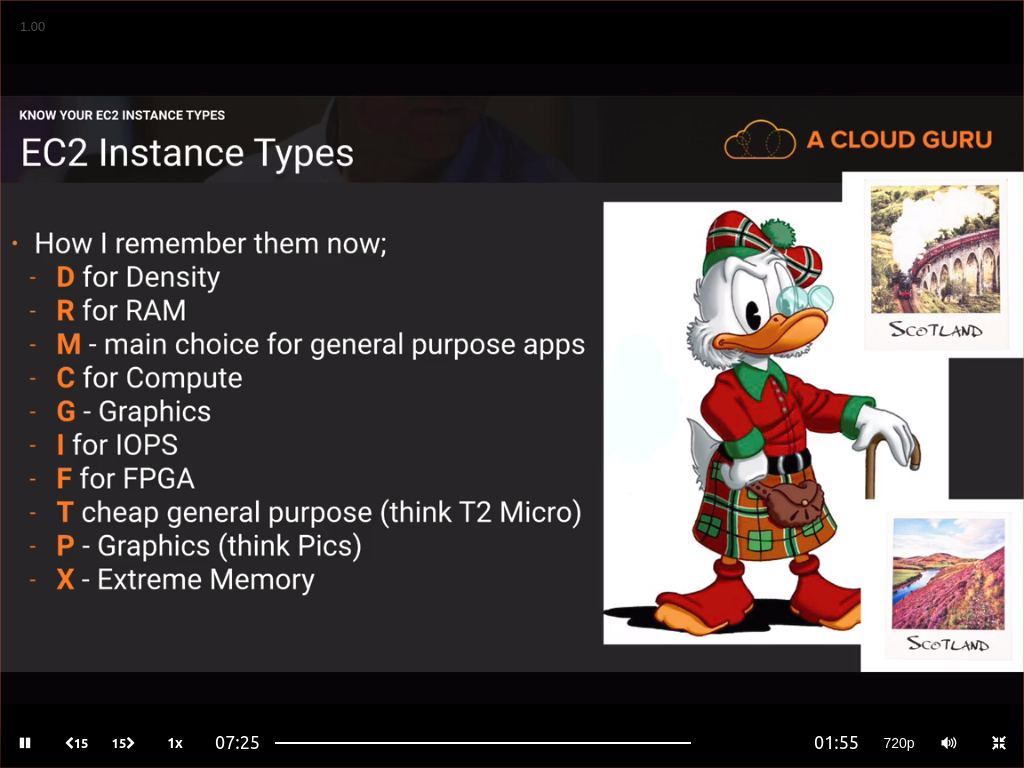 1.00
KNOW YOUR EC2 INSTANCE TYPES
EC2 Instance Types
A CLOUD GURU
• How I remember them now;
- D for Density
- R for RAM
- M - main choice for general purpose apps
- C for Compute
- G - Graphics
- I for IOPS
- F for FPGA
- T cheap general purpose (think T2 Micro)
- P - Graphics (think Pics)
- X - Extreme Memory
SCOTLAND
SCOTLAND
15 15 1x 07:25 01:55 720p